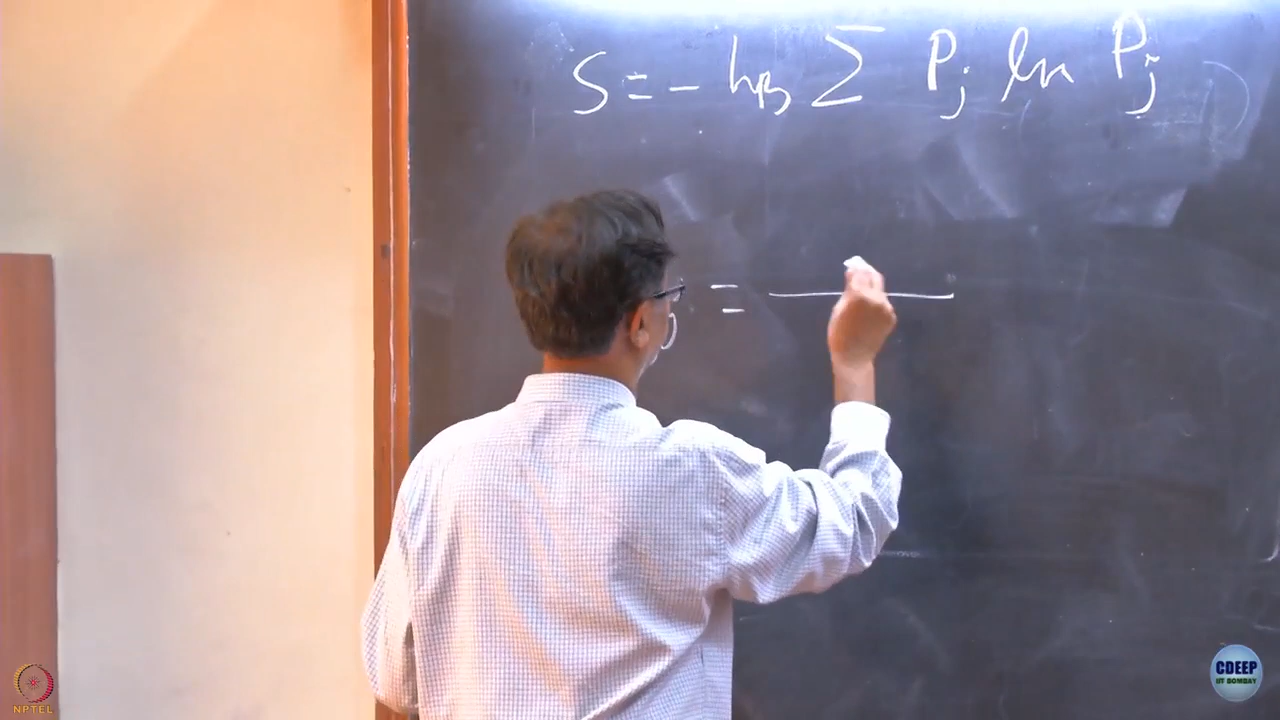 S = - k_B Σ P_j ln P_j
=
NPTEL
CDEEP
IIT BOMBAY